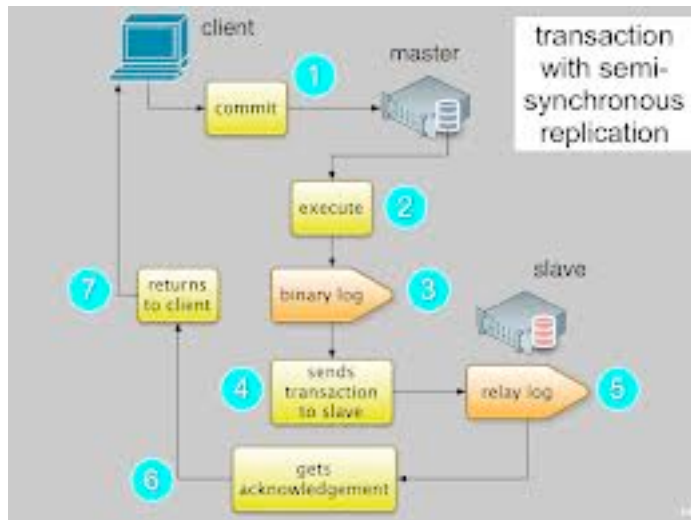 client
master
transaction
with semi-
synchronous
replication
1
commit
execute
2
slave
7
returns
to client
binary log
3
4
sends
transaction
to slave
relay log
5
6
gets
acknowledgement